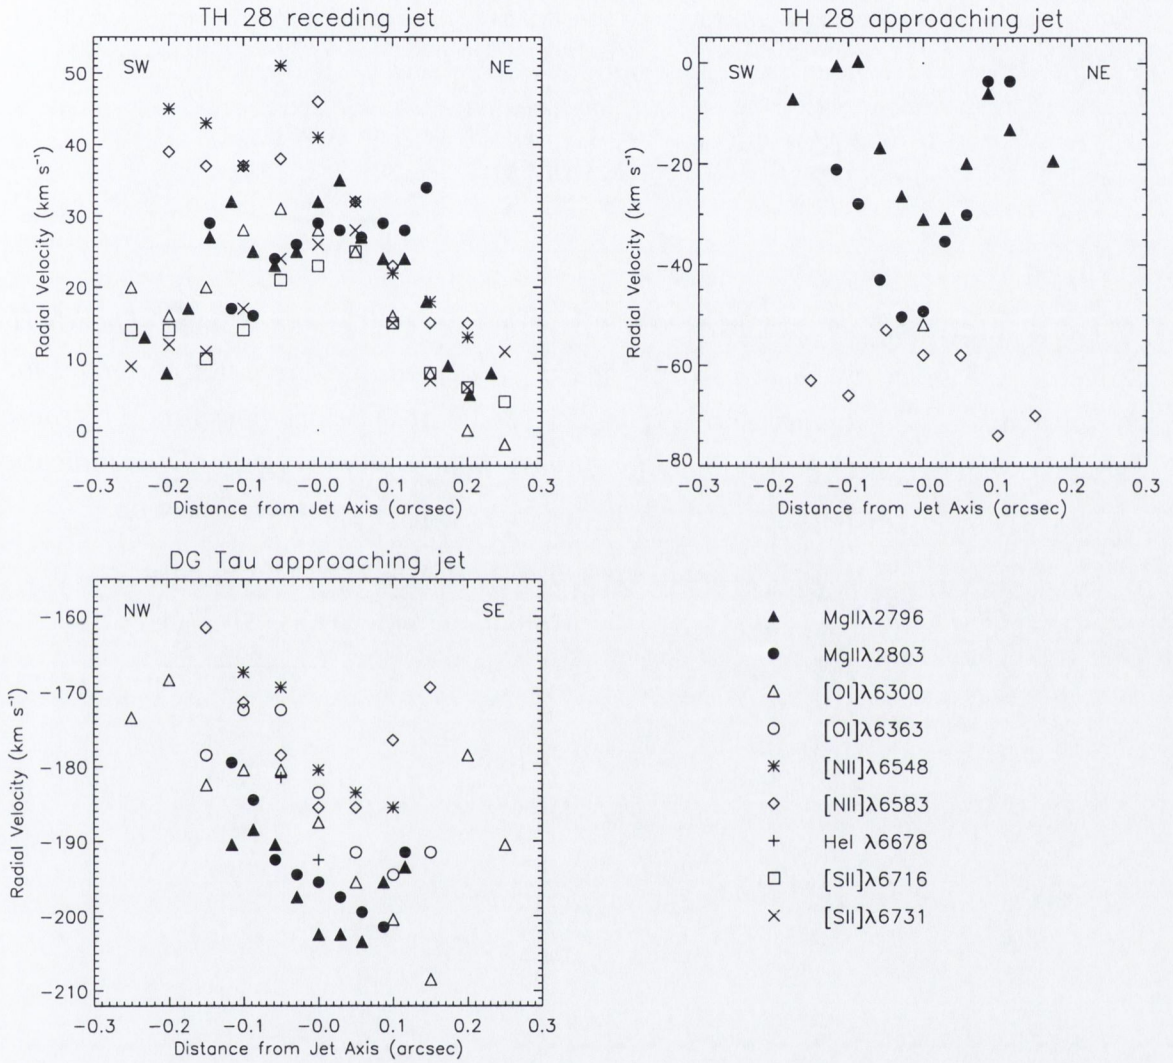 TH 28 receding jet
SW NE
50
40
30
20
10
0
Radial Velocity (km s⁻¹)
-0.3 -0.2 -0.1 -0.0 0.1 0.2 0.3
Distance from Jet Axis (arcsec)
TH 28 approaching jet
SW NE
0
-20
-40
-60
-80
Radial Velocity (km s⁻¹)
-0.3 -0.2 -0.1 0.0 0.1 0.2 0.3
Distance from Jet Axis (arcsec)
DG Tau approaching jet
NW SE
-160
-170
-180
-190
-200
-210
Radial Velocity (km s⁻¹)
-0.3 -0.2 -0.1 -0.0 0.1 0.2 0.3
Distance from Jet Axis (arcsec)
MgIIλ2796
MgIIλ2803
[OI]λ6300
[OI]λ6363
[NII]λ6548
[NII]λ6583
HeI λ6678
[SII]λ6716
[SII]λ6731